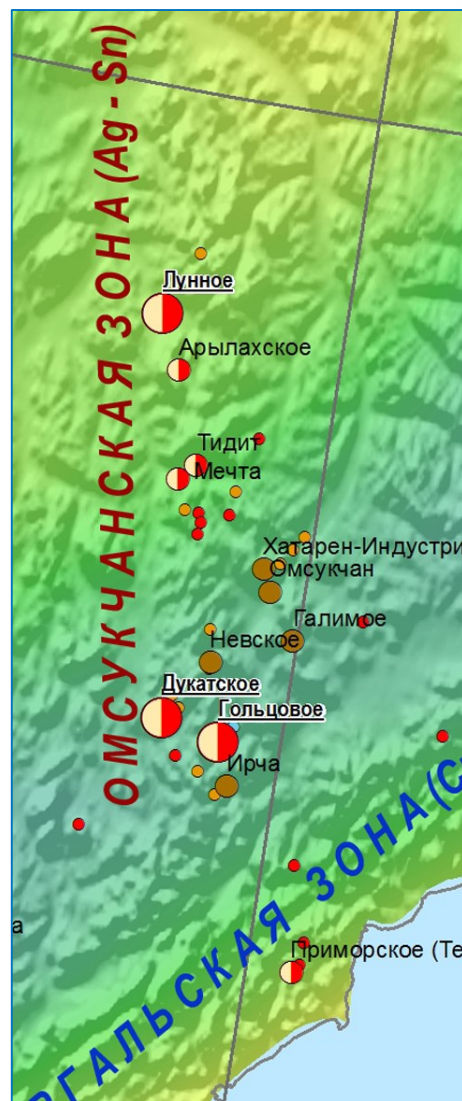 ОМСУКЧАНСКАЯ ЗОНА (Ag - Sn)
Лунное
Арылахское
Тидит
Мечта
Хатарен-Индустри
Омсукчан
Галимое
Невское
Дукатское
Гольцовое
Ирча
РГАЛЬСКАЯ ЗОНА (С
а
Приморское (Те